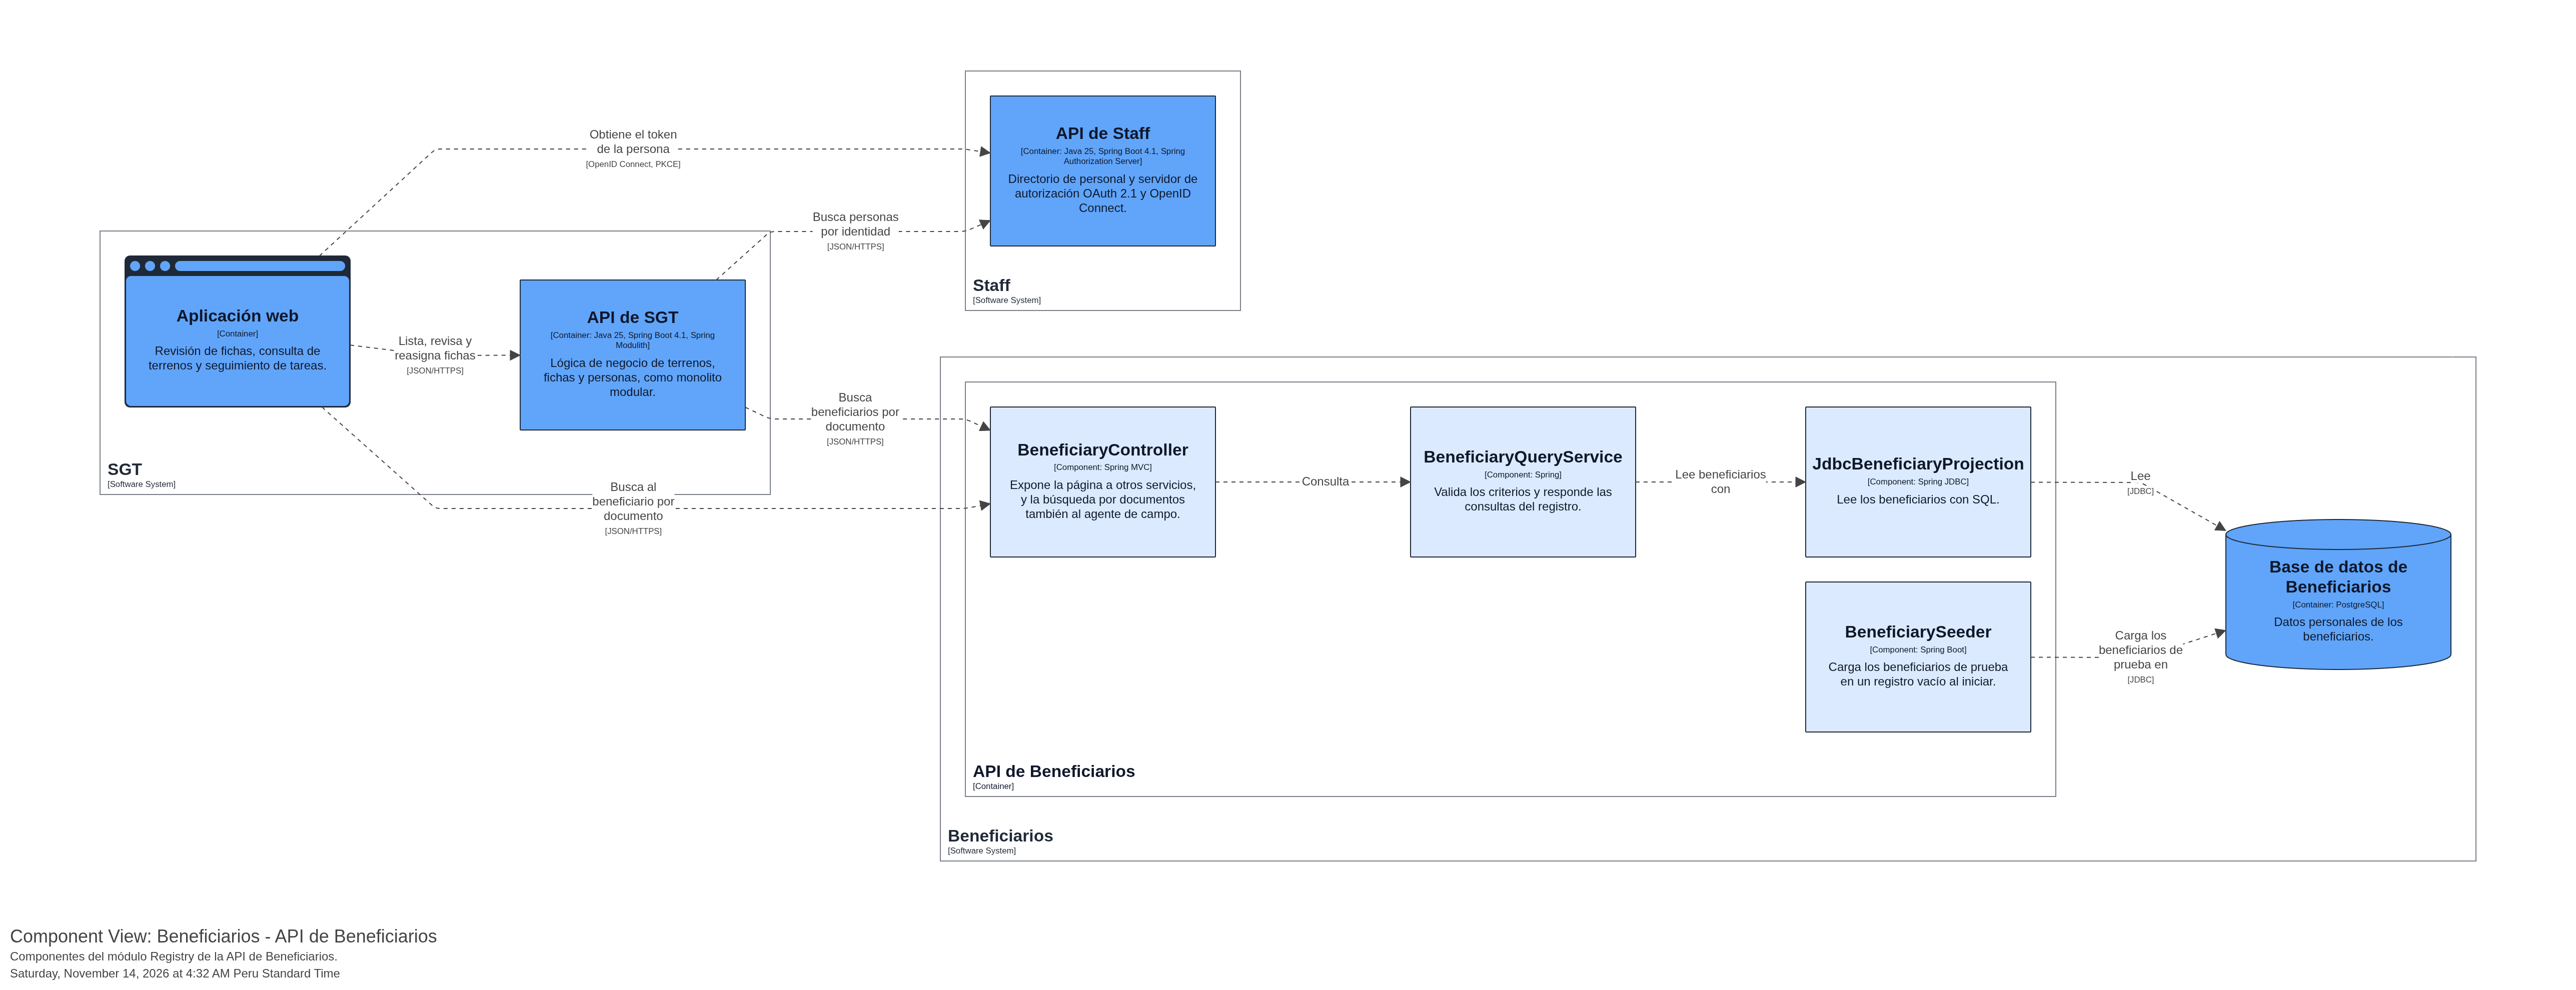 Obtiene el token
de la persona
[OpenID Connect, PKCE]
API de Staff
[Container: Java 25, Spring Boot 4.1, Spring
Authorization Server]
Directorio de personal y servidor de
autorización OAuth 2.1 y OpenID
Connect.
Busca personas
por identidad
[JSON/HTTPS]
Staff
[Software System]
Aplicación web
[Container]
Revisión de fichas, consulta de
terrenos y seguimiento de tareas.
Lista, revisa y
reasigna fichas
[JSON/HTTPS]
API de SGT
[Container: Java 25, Spring Boot 4.1, Spring
Modulith]
Lógica de negocio de terrenos,
fichas y personas, como monolito
modular.
SGT
[Software System]
Busca
beneficiarios por
documento
[JSON/HTTPS]
Busca al
beneficiario por
documento
[JSON/HTTPS]
BeneficiaryController
[Component: Spring MVC]
Expone la página a otros servicios,
y la búsqueda por documentos
también al agente de campo.
Consulta
BeneficiaryQueryService
[Component: Spring]
Valida los criterios y responde las
consultas del registro.
Lee beneficiarios
con
JdbcBeneficiaryProjection
[Component: Spring JDBC]
Lee los beneficiarios con SQL.
Lee
[JDBC]
Base de datos de
Beneficiarios
[Container: PostgreSQL]
Datos personales de los
beneficiarios.
BeneficiarySeeder
[Component: Spring Boot]
Carga los beneficiarios de prueba
en un registro vacío al iniciar.
Carga los
beneficiarios de
prueba en
[JDBC]
API de Beneficiarios
[Container]
Beneficiarios
[Software System]
Component View: Beneficiarios - API de Beneficiarios
Componentes del módulo Registry de la API de Beneficiarios.
Saturday, November 14, 2026 at 4:32 AM Peru Standard Time